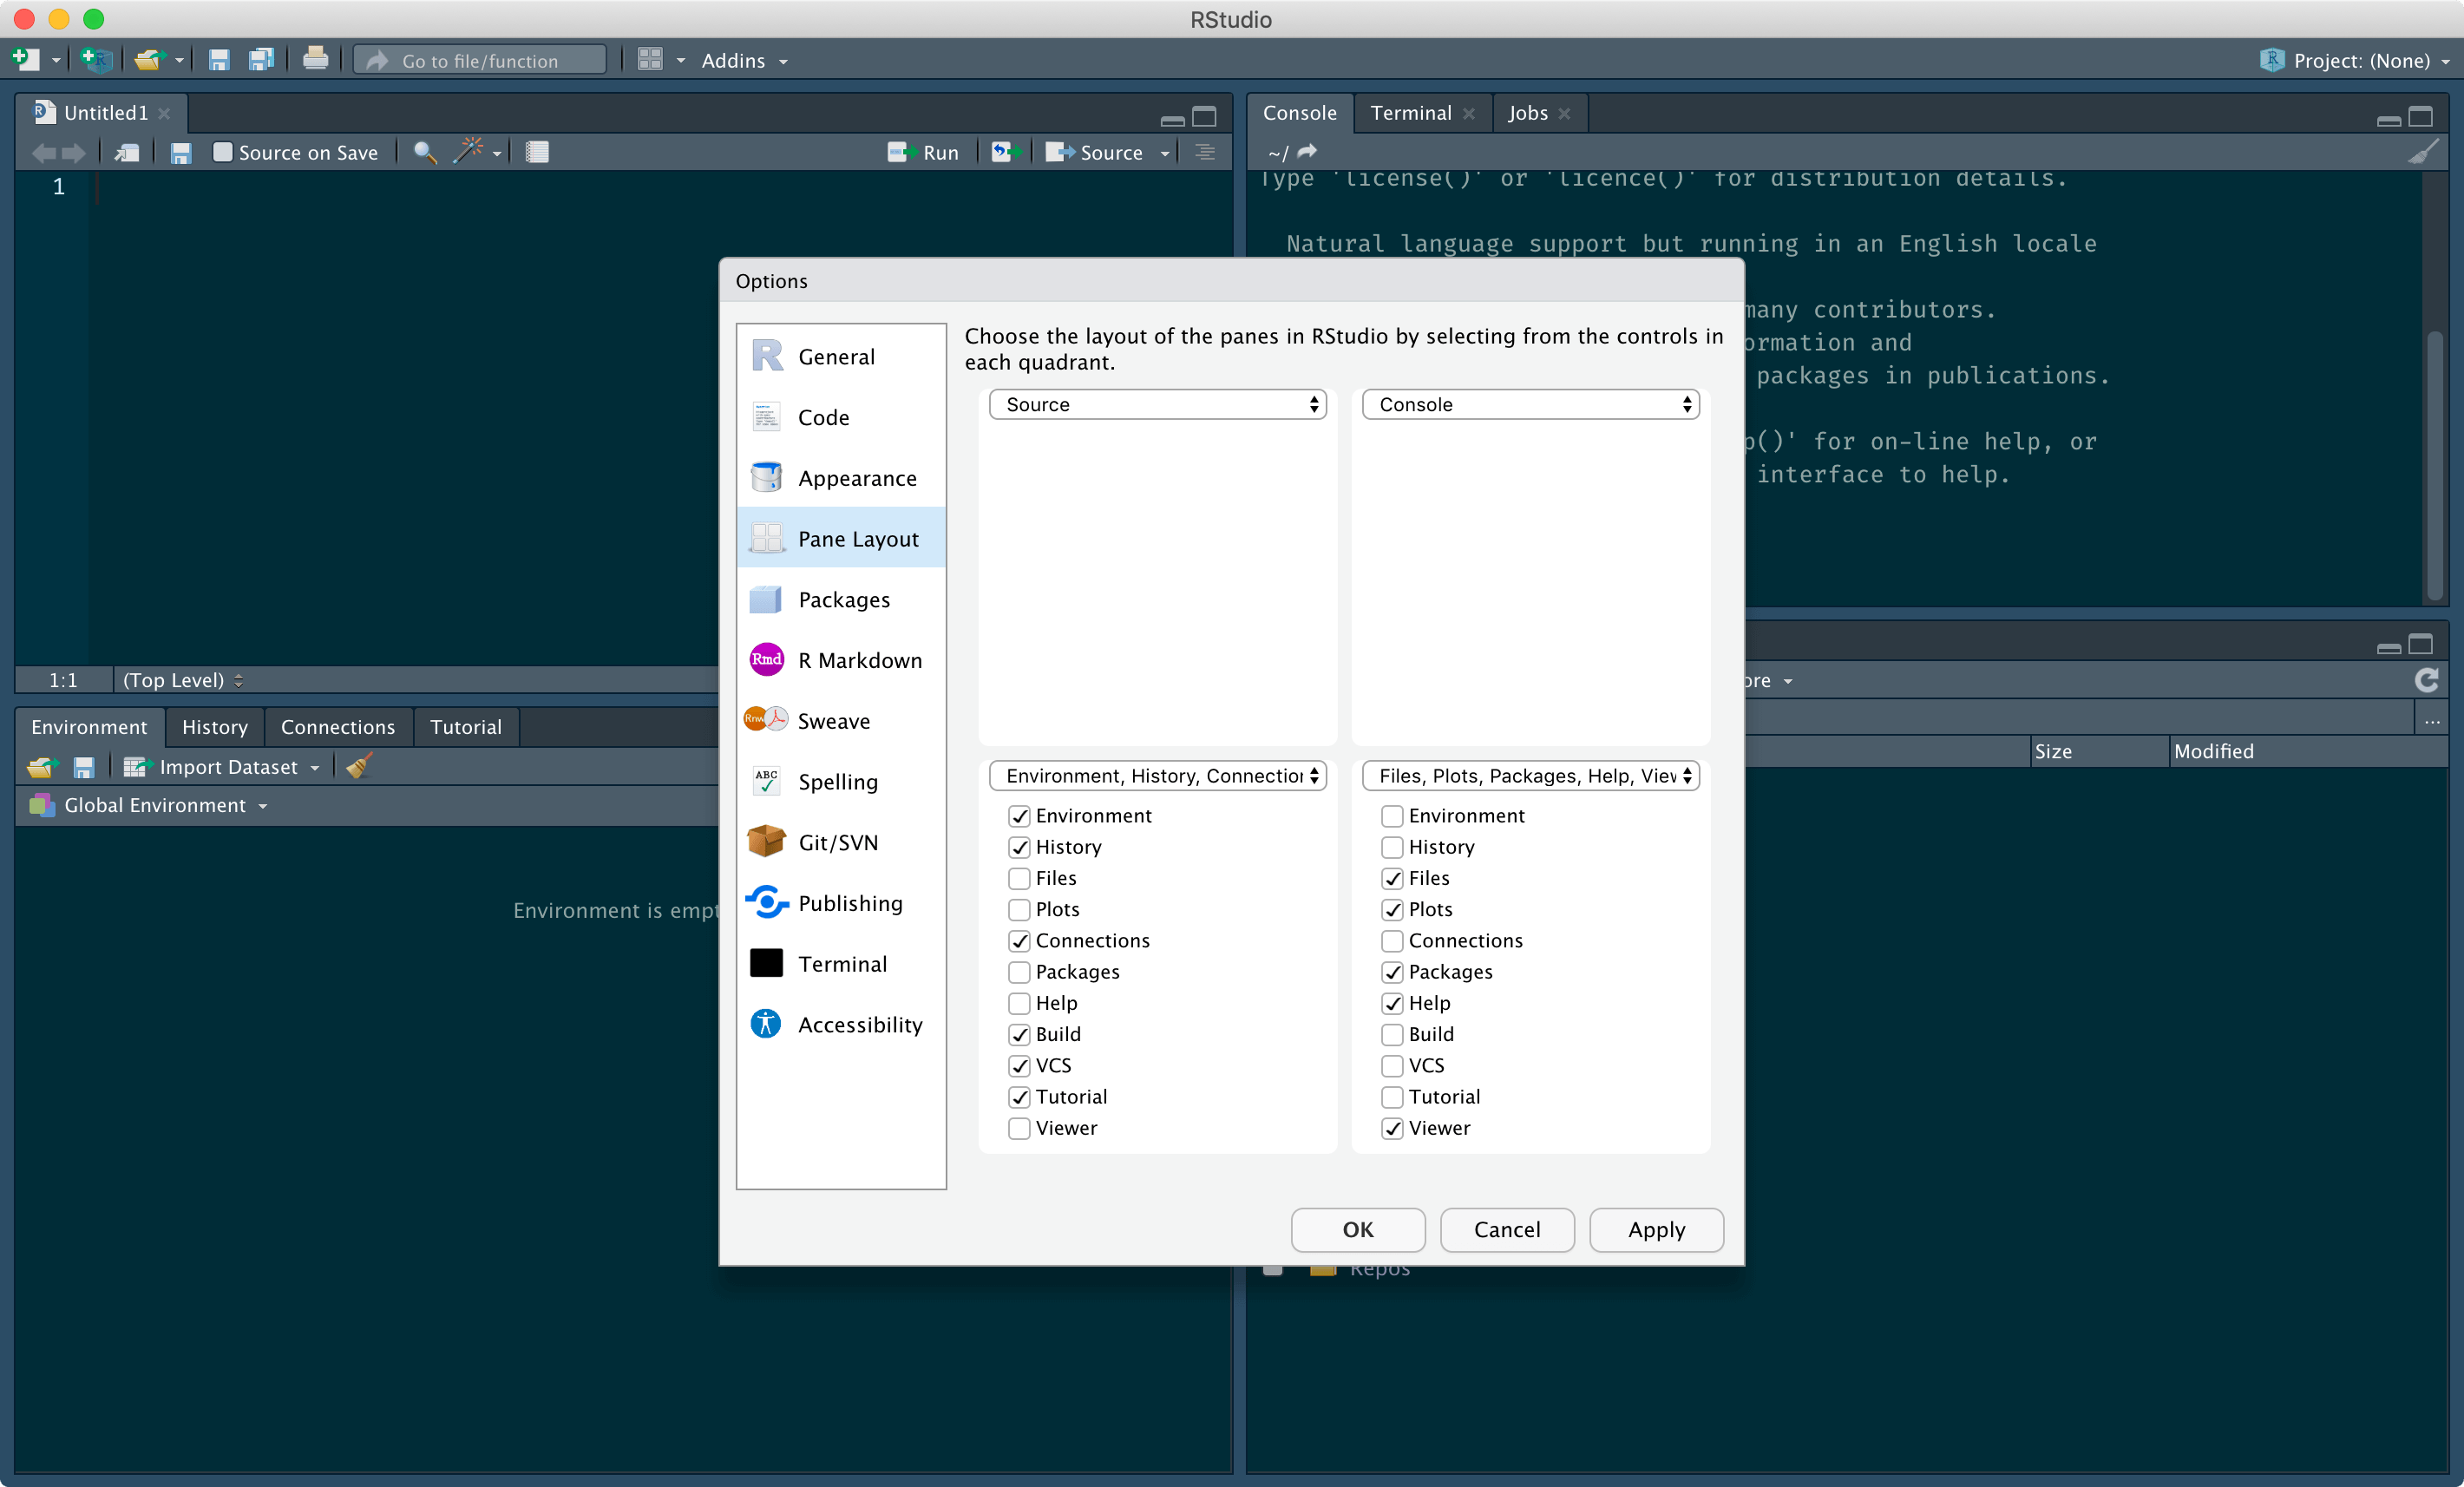 RStudio
Go to file/function
Addins
Project: (None)
Untitled1
Source on Save
Run
Source
1
1:1
(Top Level)
Console
Terminal
Jobs
~/
Type 'license()' or 'licence()' for distribution details.
Natural language support but running in an English locale
many contributors.
and
packages in publications.
for on-line help, or
interface to help.
Environment
History
Connections
Tutorial
Import Dataset
Global Environment
Environment is
Size
Modified
...
Repos
Options
General
Code
Appearance
Pane Layout
Packages
Rmd
R Markdown
Rnw
Sweave
ABC
Spelling
Git/SVN
Publishing
Terminal
Accessibility
Choose the layout of the panes in RStudio by selecting from the controls in
each quadrant.
Source
Console
Environment, History, Connection
Environment
History
Files
Plots
Connections
Packages
Help
Build
VCS
Tutorial
Viewer
Files, Plots, Packages, Help, View
Environment
History
Files
Plots
Connections
Packages
Help
Build
VCS
Tutorial
Viewer
OK
Cancel
Apply